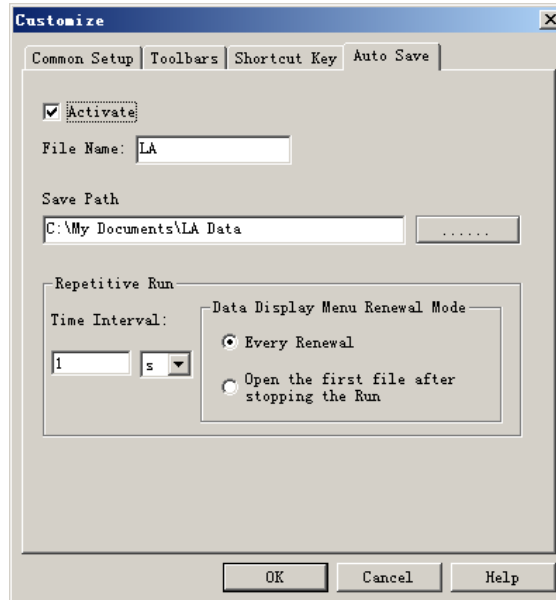 Customize
Common Setup
Toolbars
Shortcut Key
Auto Save
Activate
File Name: LA
Save Path
C:\My Documents\LA Data
......
Repetitive Run
Time Interval:
1
s
Data Display Menu Renewal Mode
Every Renewal
Open the first file after
stopping the Run
OK
Cancel
Help